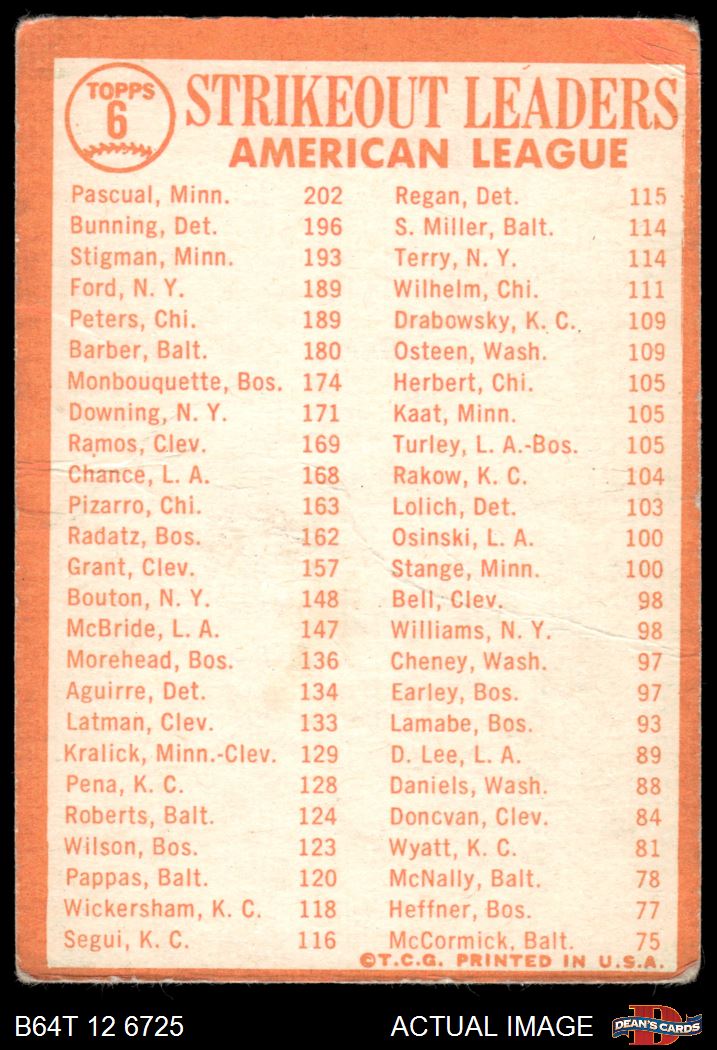 TOPPS
6
STRIKEOUT LEADERS
AMERICAN LEAGUE
Pascual, Minn. 202
Bunning, Det. 196
Stigman, Minn. 193
Ford, N. Y. 189
Peters, Chi. 189
Barber, Balt. 180
Monbouquette, Bos. 174
Downing, N. Y. 171
Ramos, Clev. 169
Chance, L. A. 168
Pizarro, Chi. 163
Radatz, Bos. 162
Grant, Clev. 157
Bouton, N. Y. 148
McBride, L. A. 147
Morehead, Bos. 136
Aguirre, Det. 134
Latman, Clev. 133
Kralick, Minn.-Clev. 129
Pena, K. C. 128
Roberts, Balt. 124
Wilson, Bos. 123
Pappas, Balt. 120
Wickersham, K. C. 118
Segui, K. C. 116
Regan, Det. 115
S. Miller, Balt. 114
Terry, N. Y. 114
Wilhelm, Chi. 111
Drabowsky, K. C. 109
Osteen, Wash. 109
Herbert, Chi. 105
Kaat, Minn. 105
Turley, L. A.-Bos. 105
Rakow, K. C. 104
Lolich, Det. 103
Osinski, L. A. 100
Stange, Minn. 100
Bell, Clev. 98
Williams, N. Y. 98
Cheney, Wash. 97
Earley, Bos. 97
Lamabe, Bos. 93
D. Lee, L. A. 89
Daniels, Wash. 88
Doncvan, Clev. 84
Wyatt, K. C. 81
McNally, Balt. 78
Heffner, Bos. 77
McCormick, Balt. 75
©T.C.G. PRINTED IN U.S.A.
B64T 12 6725 ACTUAL IMAGE
D
DEAN'S CARDS